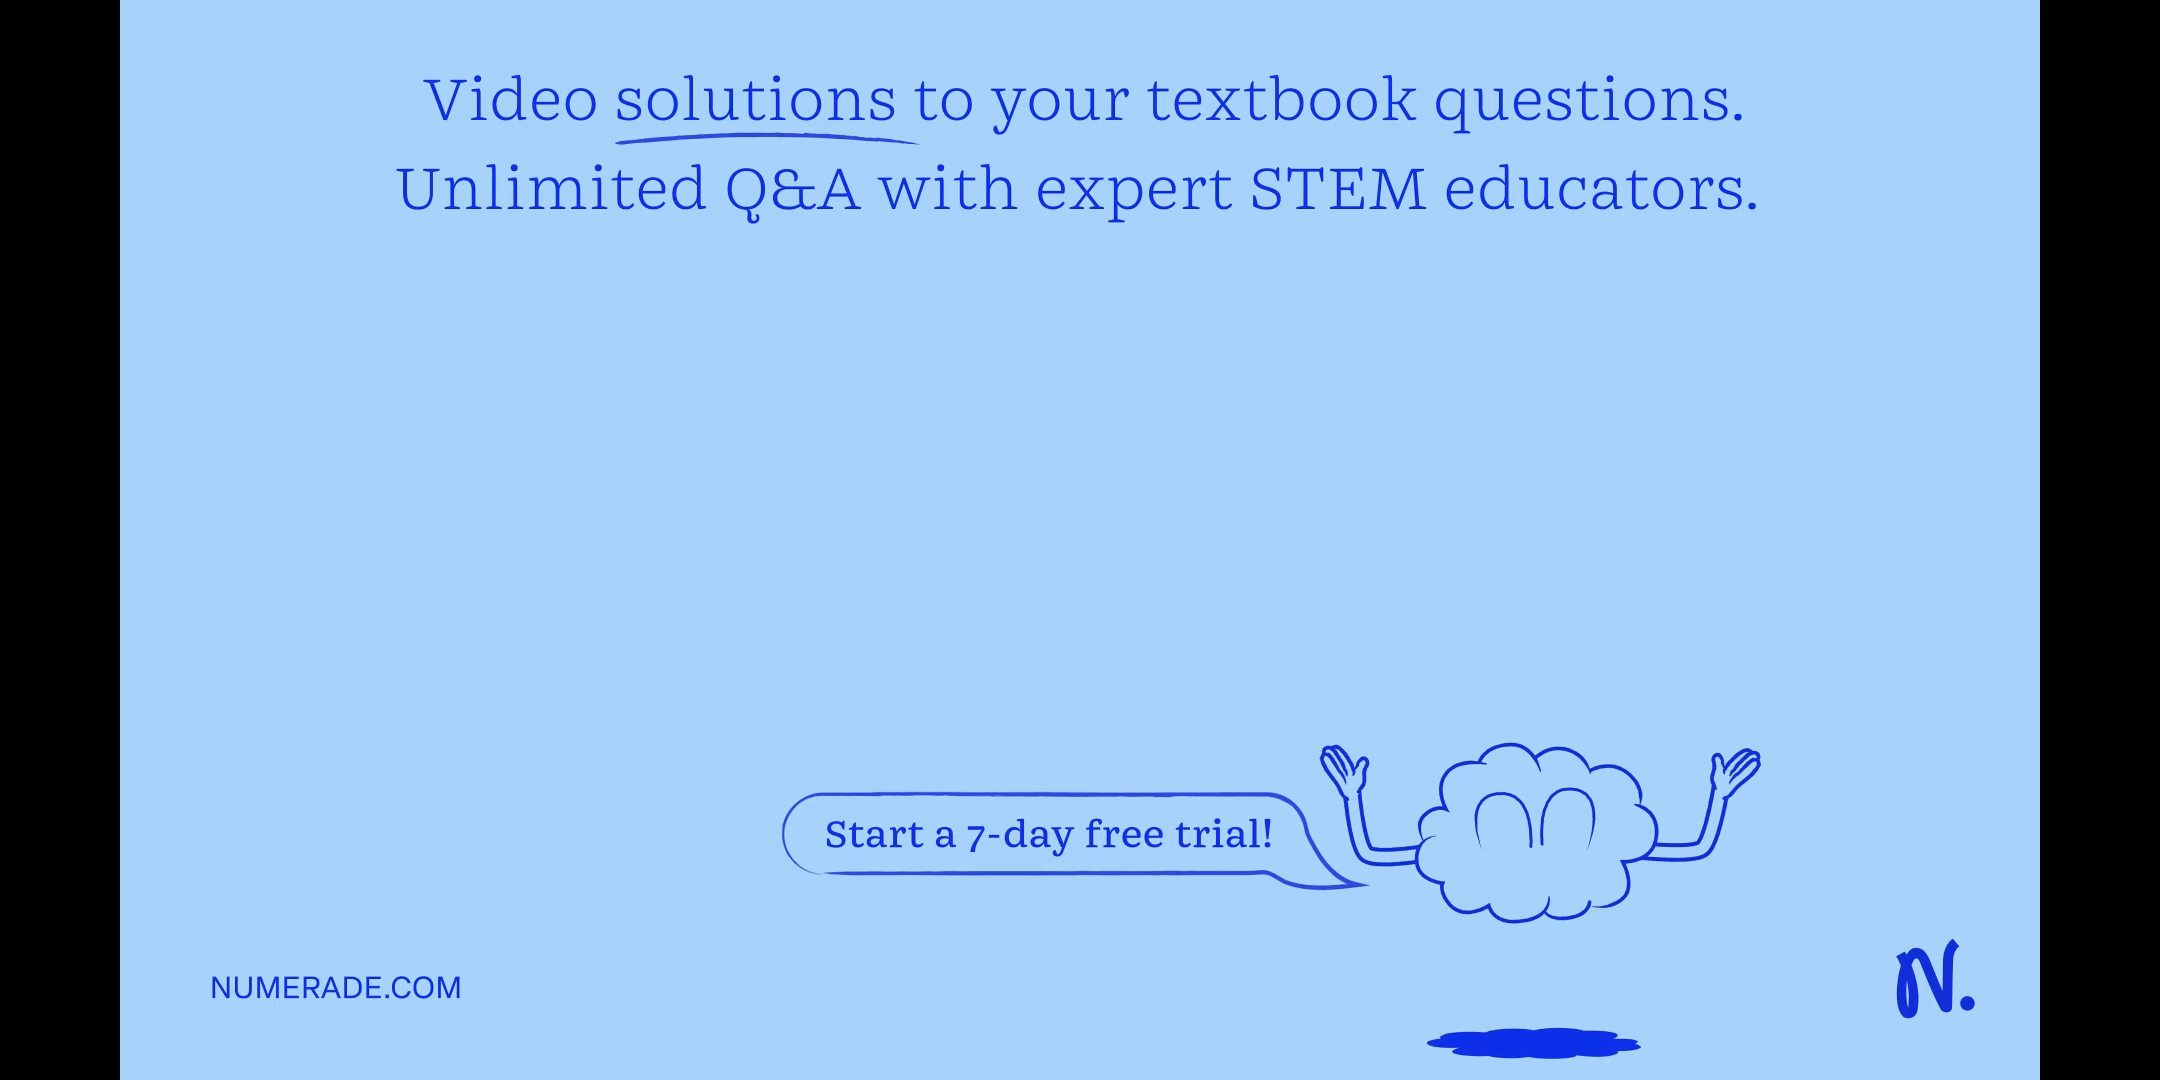 Video solutions to your textbook questions.
Unlimited Q&A with expert STEM educators.
Start a 7-day free trial!
NUMERADE.COM
N.